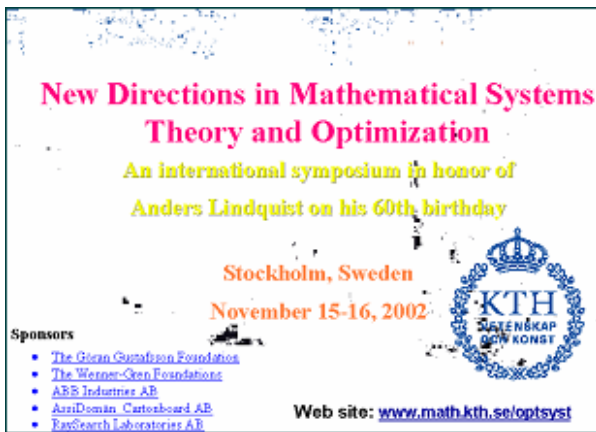 New Directions in Mathematical Systems
Theory and Optimization
An international symposium in honor of
Anders Lindquist on his 60th birthday
Stockholm, Sweden
November 15-16, 2002
KTH
VETENSKAP
OCH KONST
Sponsors
The Göran Gustafsson Foundation
The Wenner-Gren Foundations
ABB Industries AB
AssiDomän Cartonboard AB
RaySearch Laboratories AB
Web site: www.math.kth.se/optsyst